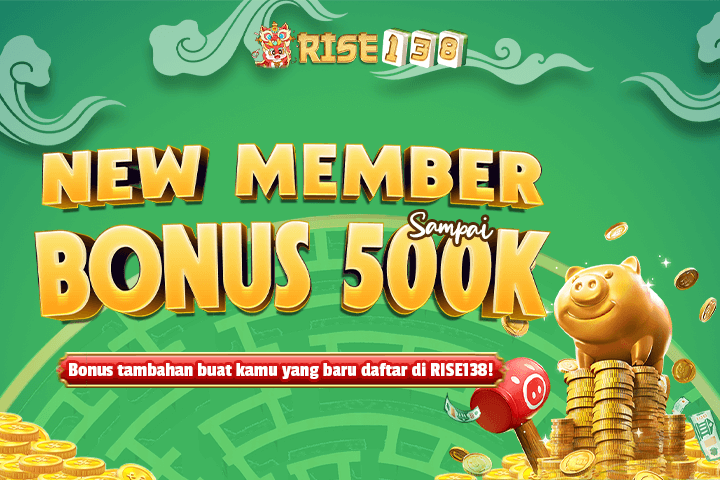 RISE138
NEW MEMBER
BONUS Sampai 500K
Bonus tambahan buat kamu yang baru daftar di RISE138!